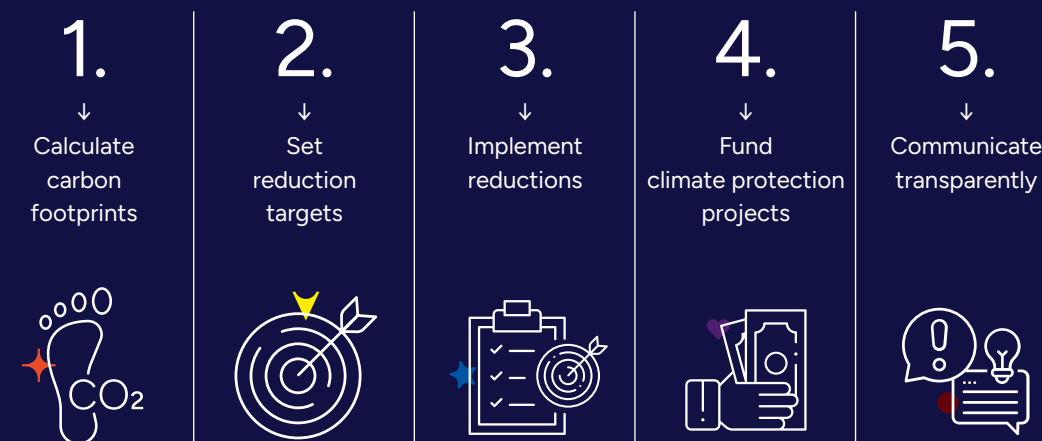 1.
↓
Calculate
carbon
footprints
2.
↓
Set
reduction
targets
3.
↓
Implement
reductions
4.
↓
Fund
climate protection
projects
5.
↓
Communicate
transparently
CO₂